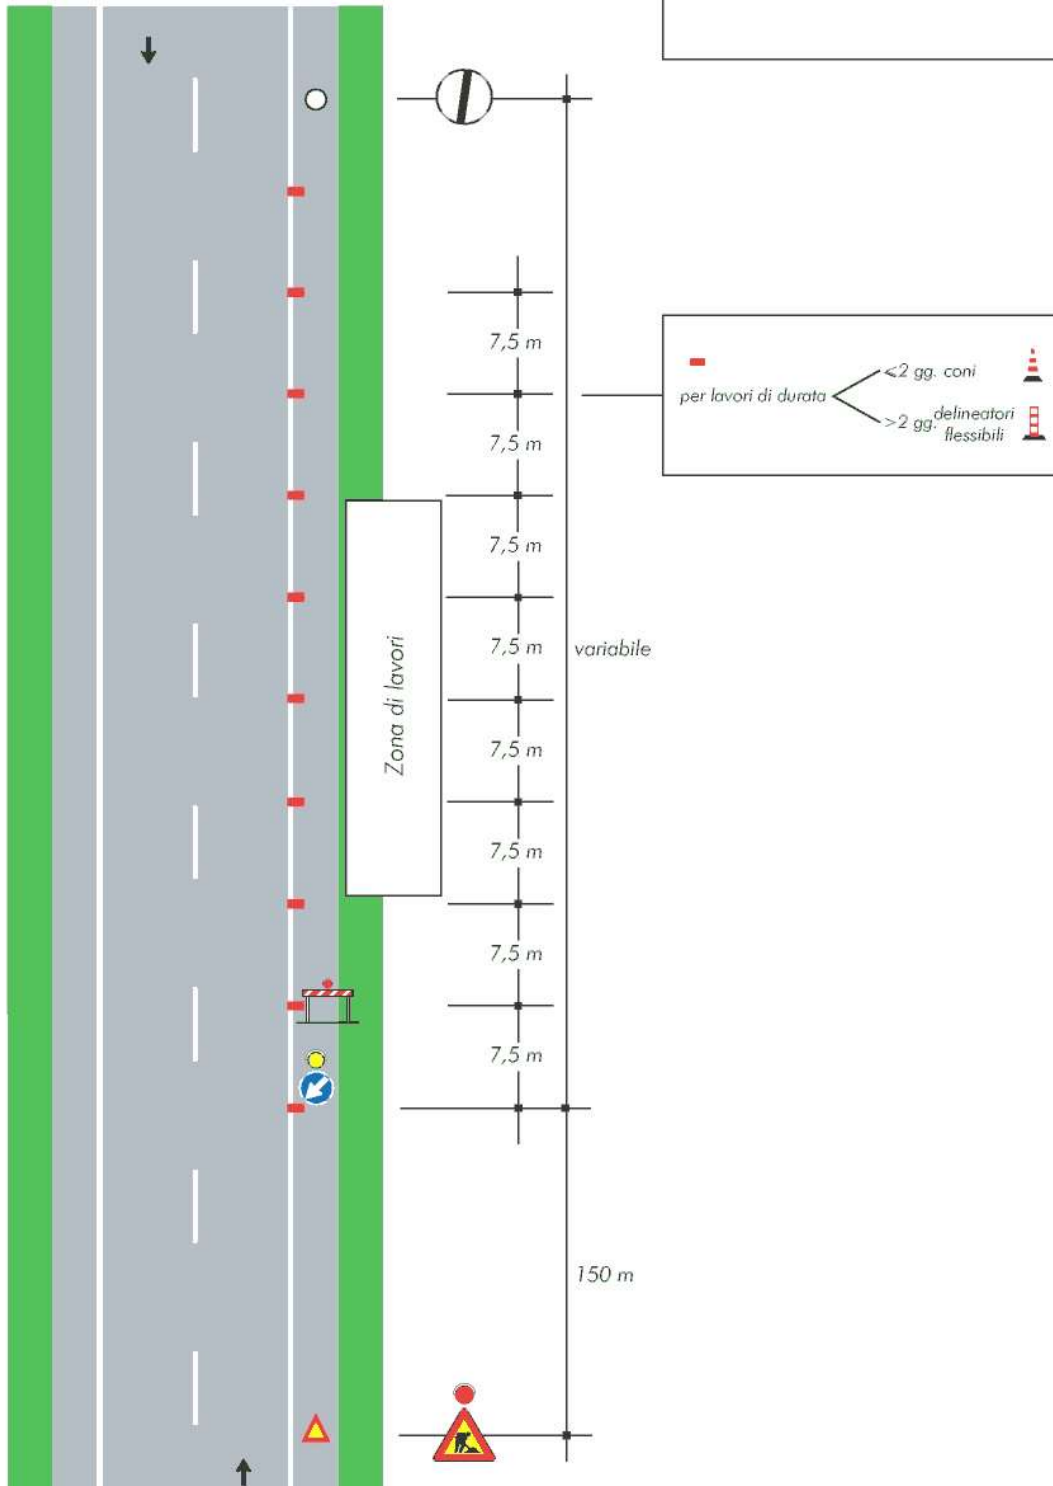 7,5 m
<2 gg. coni
per lavori di durata
>2 gg. delineatori
flessibili
7,5 m
7,5 m
7,5 m
variabile
Zona di lavori
7,5 m
7,5 m
7,5 m
7,5 m
150 m